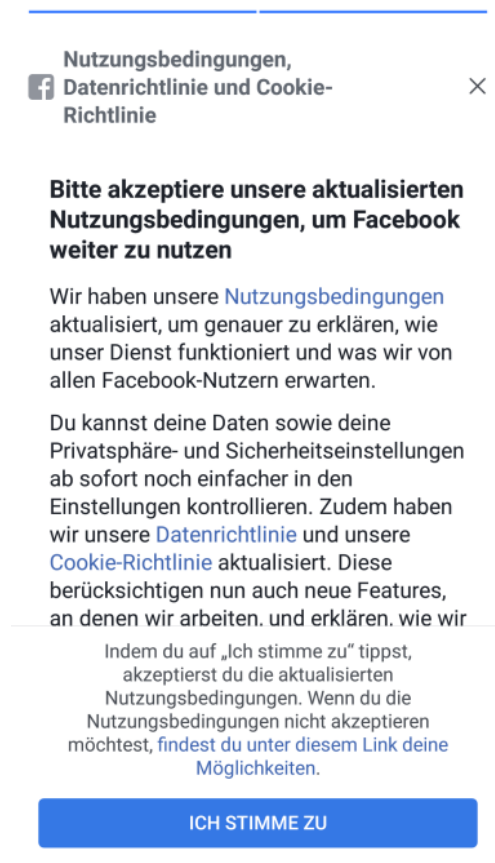 Nutzungsbedingungen,
Datenrichtlinie und Cookie-
Richtlinie
Bitte akzeptiere unsere aktualisierten
Nutzungsbedingungen, um Facebook
weiter zu nutzen
Wir haben unsere Nutzungsbedingungen
aktualisiert, um genauer zu erklären, wie
unser Dienst funktioniert und was wir von
allen Facebook-Nutzern erwarten.
Du kannst deine Daten sowie deine
Privatsphäre- und Sicherheitseinstellungen
ab sofort noch einfacher in den
Einstellungen kontrollieren. Zudem haben
wir unsere Datenrichtlinie und unsere
Cookie-Richtlinie aktualisiert. Diese
berücksichtigen nun auch neue Features,
an denen wir arbeiten, und erklären, wie wir
Indem du auf „Ich stimme zu“ tippst,
akzeptierst du die aktualisierten
Nutzungsbedingungen. Wenn du die
Nutzungsbedingungen nicht akzeptieren
möchtest, findest du unter diesem Link deine
Möglichkeiten.
ICH STIMME ZU